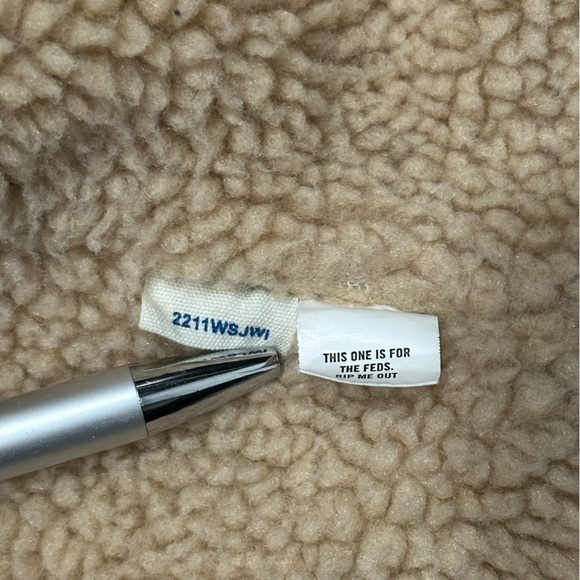 2211WSJWI
THIS ONE IS FOR
THE FEDS.
RIP ME OUT